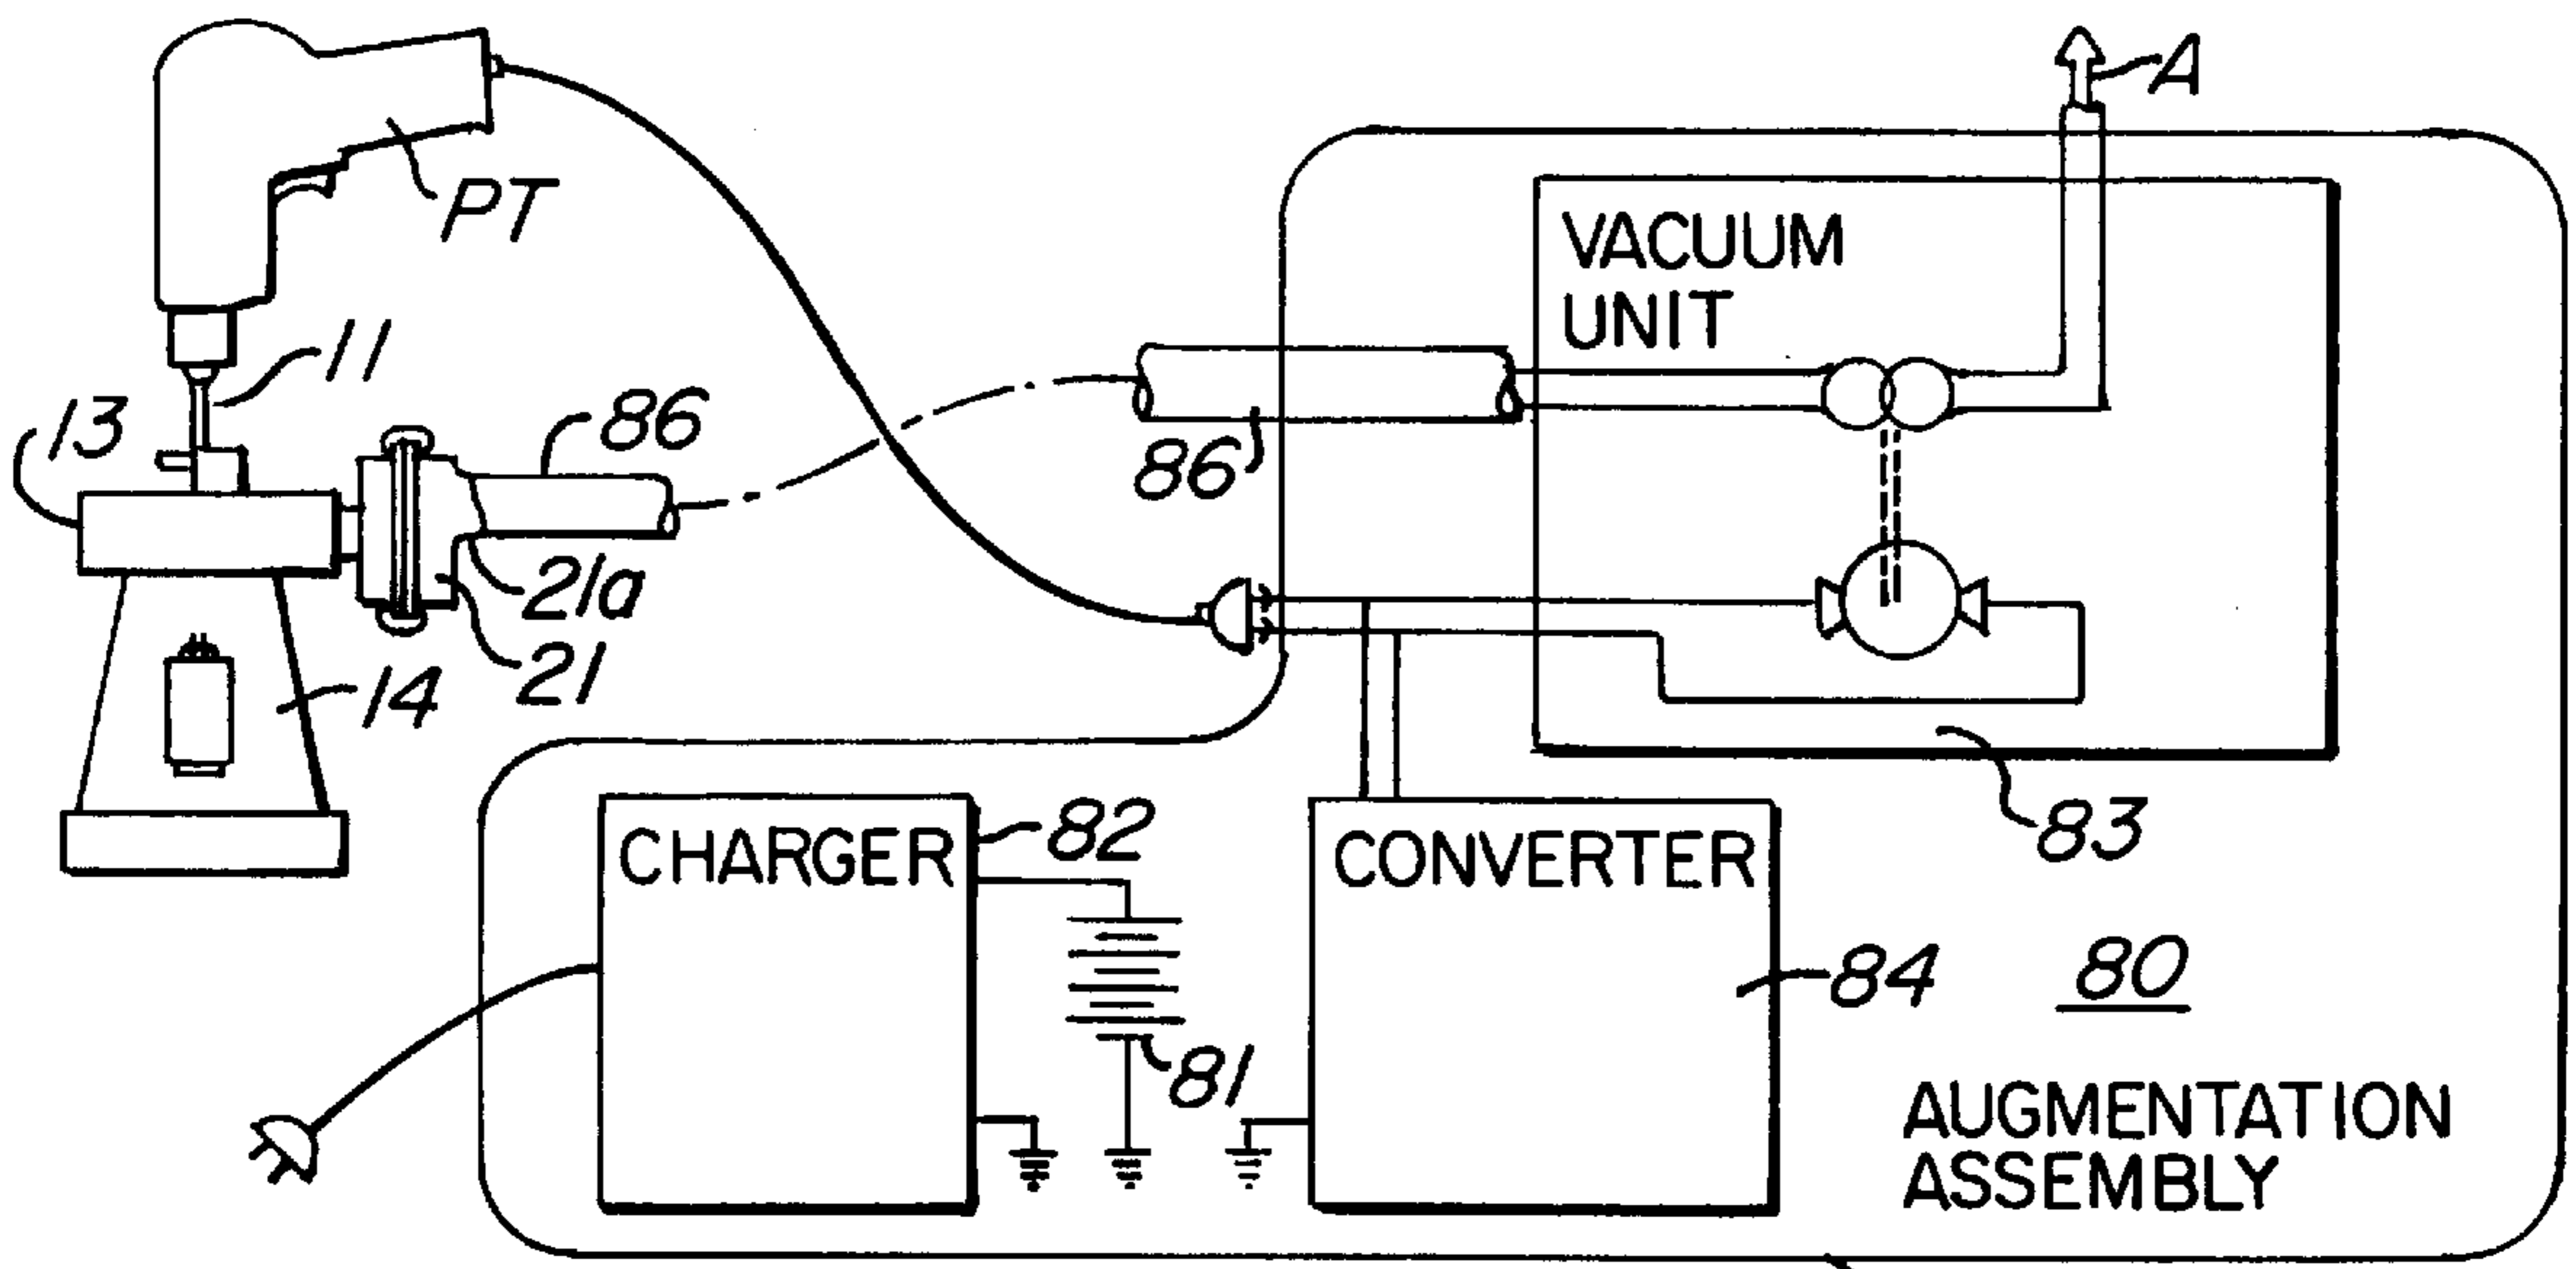 A
PT
VACUUM
UNIT
11
13
86
86
21a
21
14
83
CHARGER
82
CONVERTER
84
80
81
AUGMENTATION
ASSEMBLY